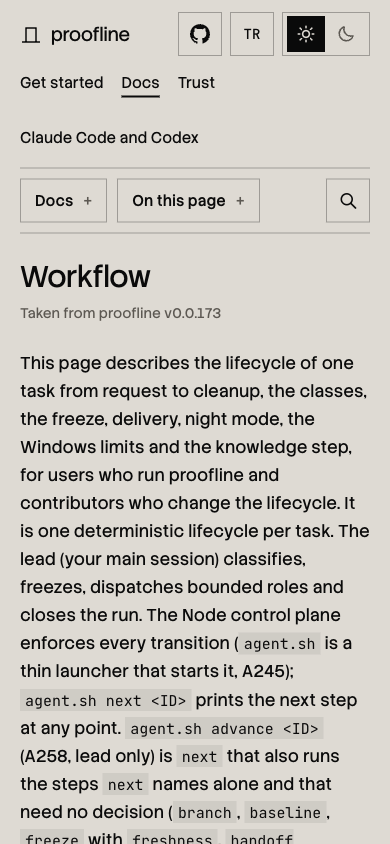 proofline
TR
Get started Docs Trust
Claude Code and Codex
Docs + On this page +
Workflow
Taken from proofline v0.0.173
This page describes the lifecycle of one
task from request to cleanup, the classes,
the freeze, delivery, night mode, the
Windows limits and the knowledge step,
for users who run proofline and
contributors who change the lifecycle. It
is one deterministic lifecycle per task. The
lead (your main session) classifies,
freezes, dispatches bounded roles and
closes the run. The Node control plane
enforces every transition ( agent.sh is a
thin launcher that starts it, A245);
agent.sh next <ID> prints the next step
at any point. agent.sh advance <ID>
(A258, lead only) is next that also runs
the steps next names alone and that
need no decision ( branch , baseline ,
freeze with freshness , handoff